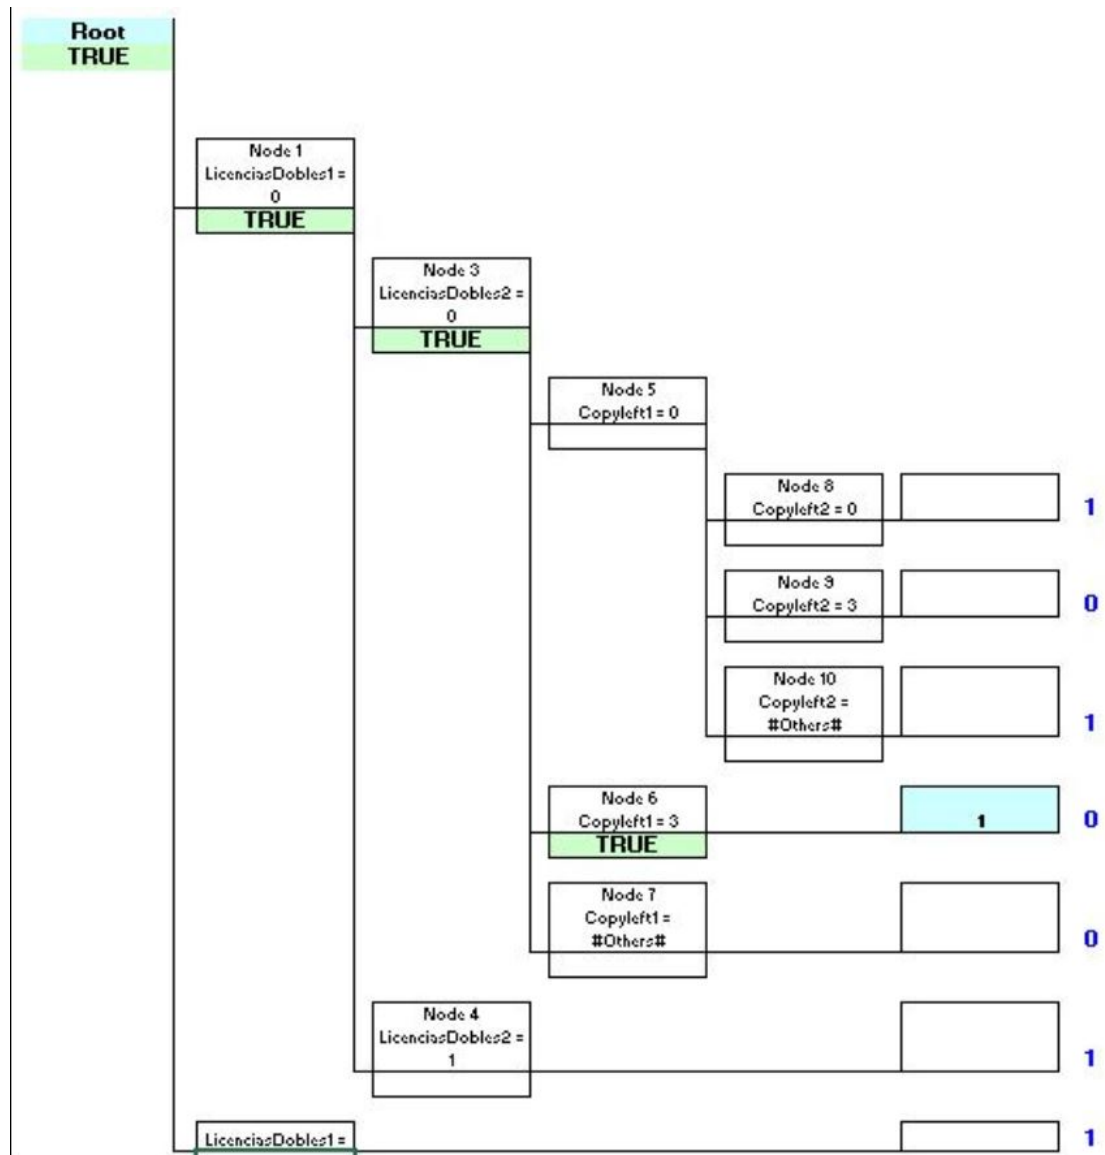 Root
TRUE
Node 1
LicenciasDobles1 =
0
TRUE
Node 3
LicenciasDobles2 =
0
TRUE
Node 5
Copyleft1 = 0
Node 8
Copyleft2 = 0
1
Node 9
Copyleft2 = 3
0
Node 10
Copyleft2 =
#Others#
1
Node 6
Copyleft1 = 3
TRUE
1
0
Node 7
Copyleft1 =
#Others#
0
Node 4
LicenciasDobles2 =
1
1
LicenciasDobles1 =
1